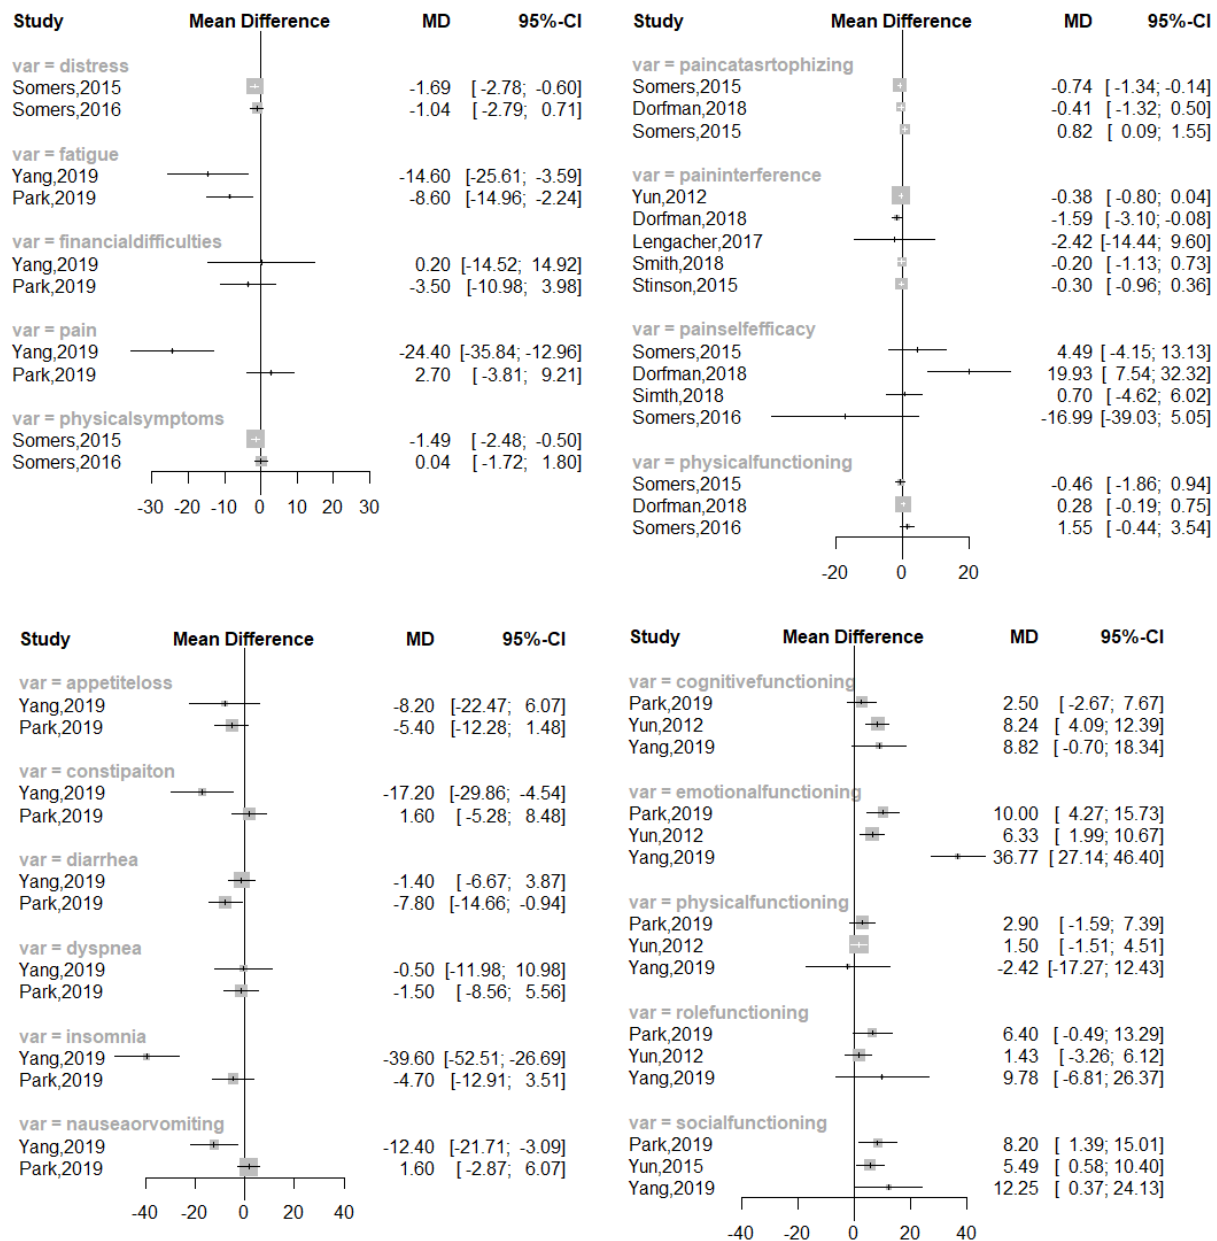 Study Mean Difference MD 95%-CI
var = distress
Somers,2015 -1.69 [-2.78; -0.60]
Somers,2016 -1.04 [-2.79; 0.71]
var = fatigue
Yang,2019 -14.60 [-25.61; -3.59]
Park,2019 -8.60 [-14.96; -2.24]
var = financialdifficulties
Yang,2019 0.20 [-14.52; 14.92]
Park,2019 -3.50 [-10.98; 3.98]
var = pain
Yang,2019 -24.40 [-35.84; -12.96]
Park,2019 2.70 [-3.81; 9.21]
var = physicalsymptoms
Somers,2015 -1.49 [-2.48; -0.50]
Somers,2016 0.04 [-1.72; 1.80]
-30 -20 -10 0 10 20 30
Study Mean Difference MD 95%-CI
var = paincatasrtophizing
Somers,2015 -0.74 [-1.34; -0.14]
Dorfman,2018 -0.41 [-1.32; 0.50]
Somers,2015 0.82 [ 0.09; 1.55]
var = paininterference
Yun,2012 -0.38 [-0.80; 0.04]
Dorfman,2018 -1.59 [-3.10; -0.08]
Lengacher,2017 -2.42 [-14.44; 9.60]
Smith,2018 -0.20 [-1.13; 0.73]
Stinson,2015 -0.30 [-0.96; 0.36]
var = painselfefficacy
Somers,2015 4.49 [-4.15; 13.13]
Dorfman,2018 19.93 [ 7.54; 32.32]
Simth,2018 0.70 [-4.62; 6.02]
Somers,2016 -16.99 [-39.03; 5.05]
var = physicalfunctioning
Somers,2015 -0.46 [-1.86; 0.94]
Dorfman,2018 0.28 [-0.19; 0.75]
Somers,2016 1.55 [-0.44; 3.54]
-20 0 20
Study Mean Difference MD 95%-CI
var = appetiteloss
Yang,2019 -8.20 [-22.47; 6.07]
Park,2019 -5.40 [-12.28; 1.48]
var = constipaiton
Yang,2019 -17.20 [-29.86; -4.54]
Park,2019 1.60 [-5.28; 8.48]
var = diarrhea
Yang,2019 -1.40 [-6.67; 3.87]
Park,2019 -7.80 [-14.66; -0.94]
var = dyspnea
Yang,2019 -0.50 [-11.98; 10.98]
Park,2019 -1.50 [-8.56; 5.56]
var = insomnia
Yang,2019 -39.60 [-52.51; -26.69]
Park,2019 -4.70 [-12.91; 3.51]
var = nauseaorvomiting
Yang,2019 -12.40 [-21.71; -3.09]
Park,2019 1.60 [-2.87; 6.07]
-40 -20 0 20 40
Study Mean Difference MD 95%-CI
var = cognitivefunctioning
Park,2019 2.50 [-2.67; 7.67]
Yun,2012 8.24 [ 4.09; 12.39]
Yang,2019 8.82 [-0.70; 18.34]
var = emotionalfunctioning
Park,2019 10.00 [ 4.27; 15.73]
Yun,2012 6.33 [ 1.99; 10.67]
Yang,2019 36.77 [ 27.14; 46.40]
var = physicalfunctioning
Park,2019 2.90 [-1.59; 7.39]
Yun,2012 1.50 [-1.51; 4.51]
Yang,2019 -2.42 [-17.27; 12.43]
var = rolefunctioning
Park,2019 6.40 [-0.49; 13.29]
Yun,2012 1.43 [-3.26; 6.12]
Yang,2019 9.78 [-6.81; 26.37]
var = socialfunctioning
Park,2019 8.20 [ 1.39; 15.01]
Yun,2015 5.49 [ 0.58; 10.40]
Yang,2019 12.25 [ 0.37; 24.13]
-40 -20 0 20 40